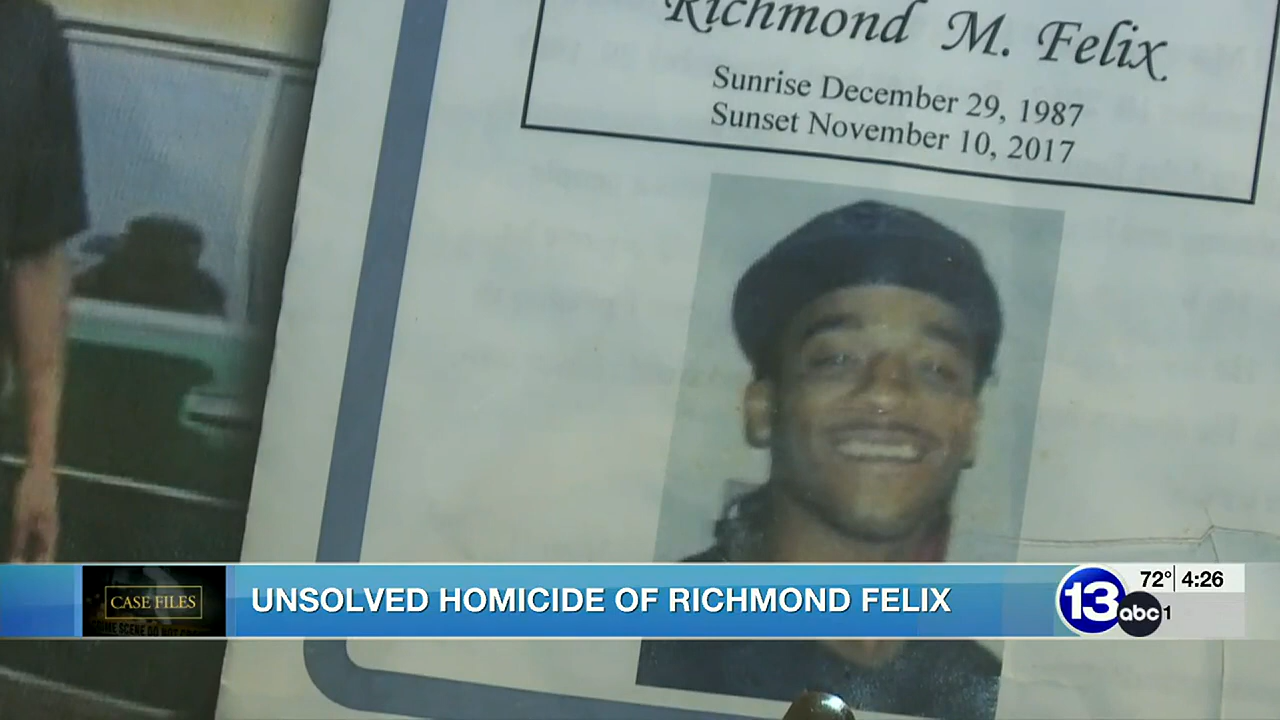 Richmond M. Felix
Sunrise December 29, 1987
Sunset November 10, 2017
CASE FILES
UNSOLVED HOMICIDE OF RICHMOND FELIX
13
abc
1
72° 4:26